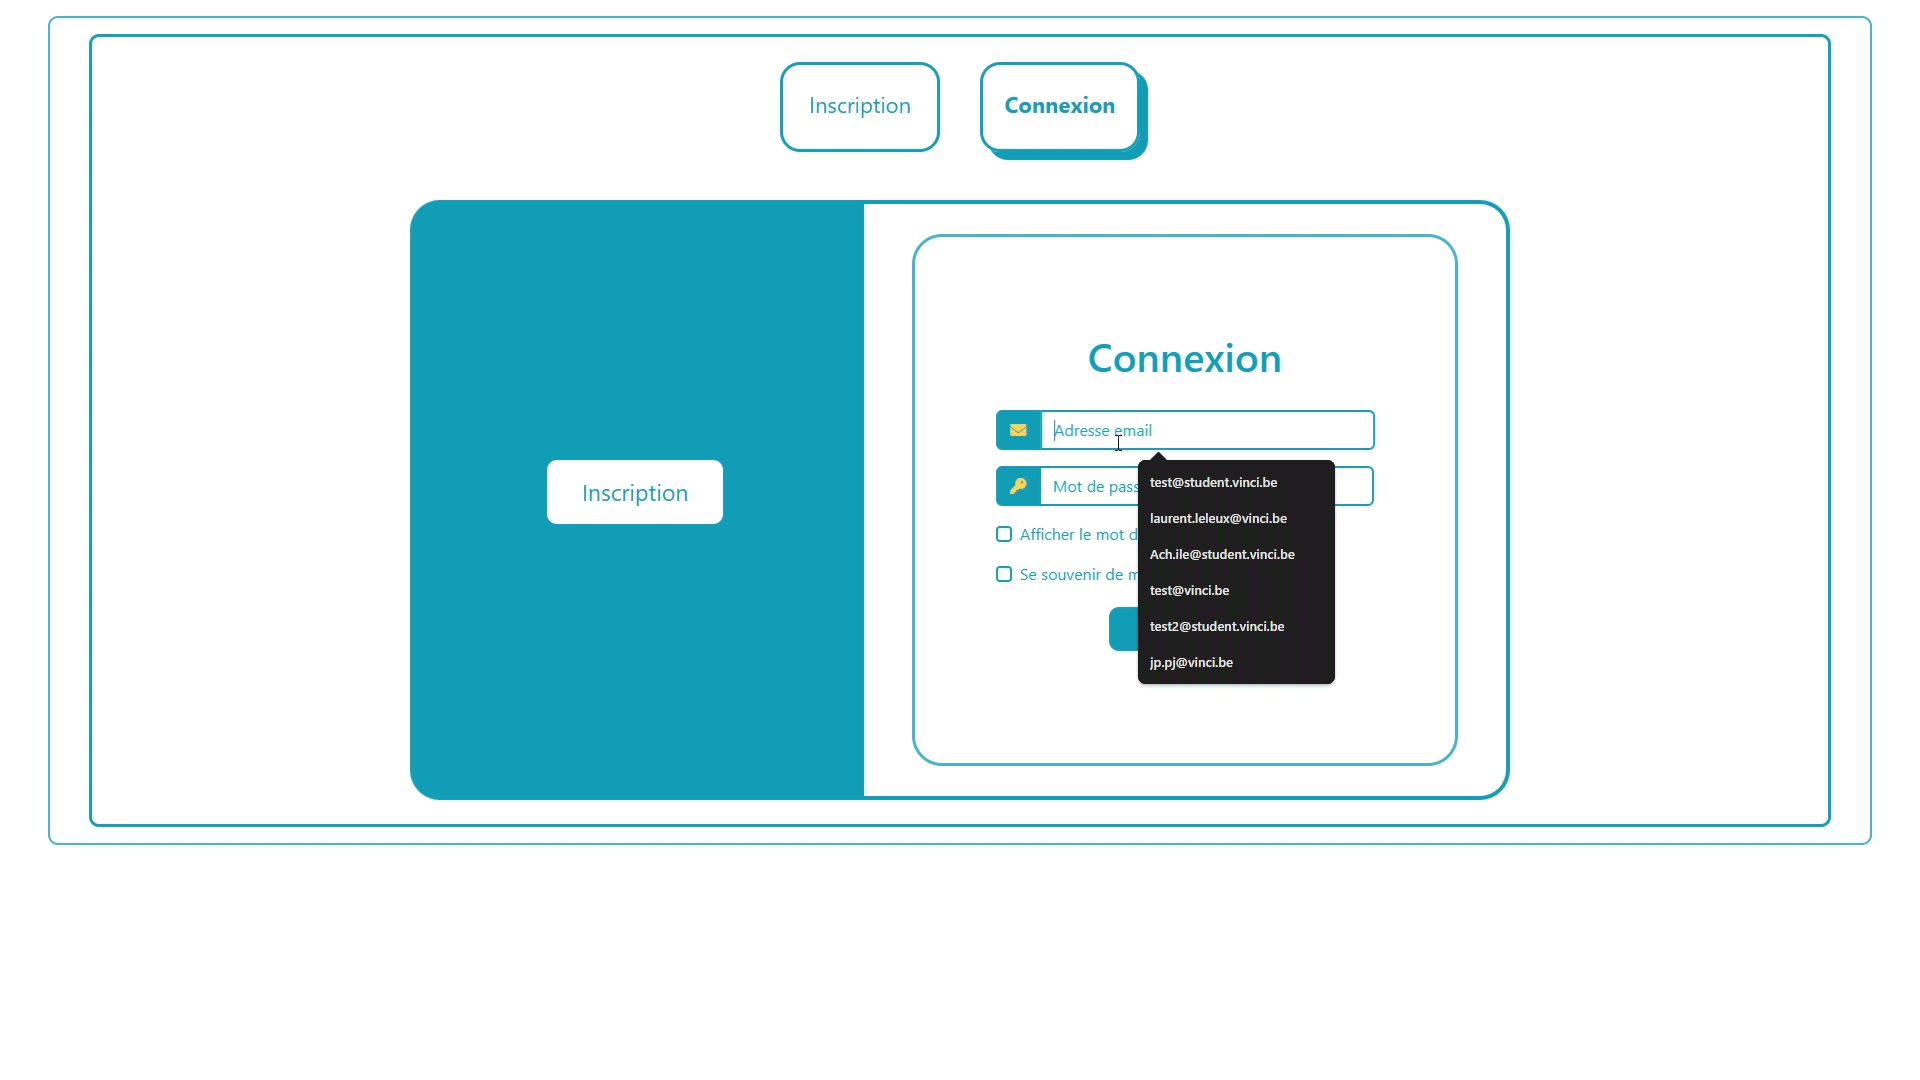 Inscription
Connexion
Connexion
Adresse email
Mot de pass
Afficher le mot d
Se souvenir de m
Inscription
test@student.vinci.be
laurent.leleux@vinci.be
Ach.ile@student.vinci.be
test@vinci.be
test2@student.vinci.be
jp.pj@vinci.be